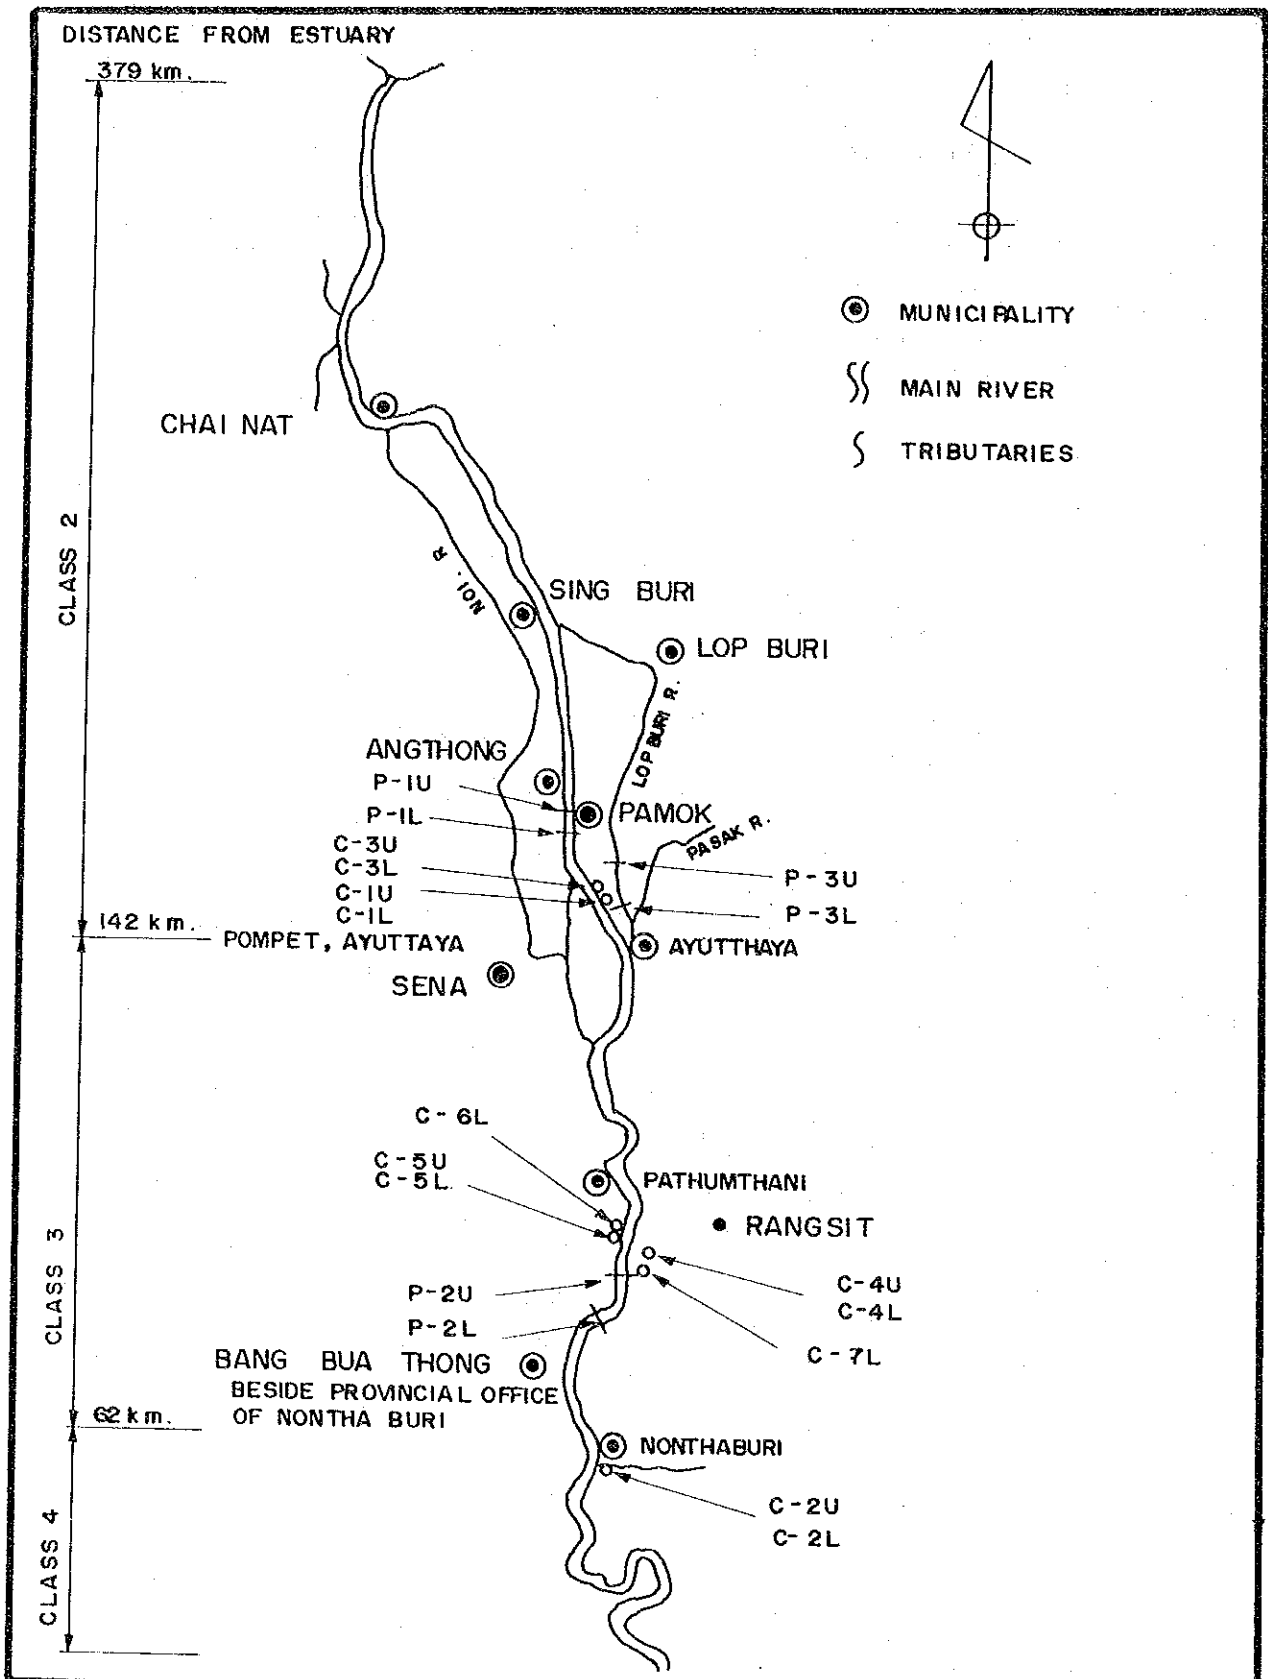 DISTANCE FROM ESTUARY
379 km.
MUNICIPALITY
MAIN RIVER
TRIBUTARIES
CHAI NAT
CLASS 2
NOI. R
SING BURI
LOP BURI
LOP BURI R.
ANGTHONG
P-1U
PAMOK
P-1L
PASAK R.
C-3U
C-3L
C-1U
C-1L
P-3U
P-3L
142 km.
POMPET, AYUTTAYA
AYUTTHAYA
SENA
C-6L
C-5U
C-5L
PATHUMTHANI
RANGSIT
CLASS 3
P-2U
P-2L
C-4U
C-4L
C-7L
BANG BUA THONG
BESIDE PROVINCIAL OFFICE
OF NONTHA BURI
62 km.
NONTHABURI
C-2U
C-2L
CLASS 4